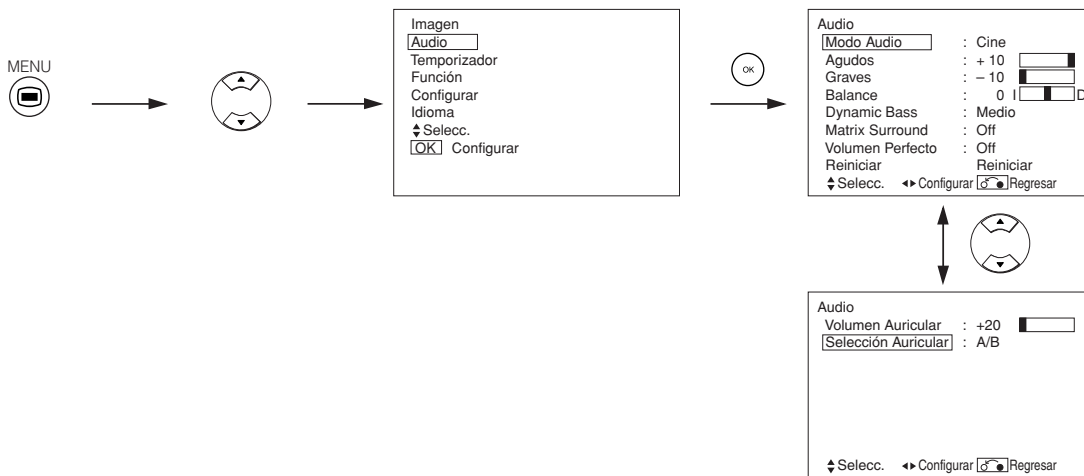 MENU
Imagen
Audio
Temporizador
Función
Configurar
Idioma
Selecc.
OK Configurar
OK
Audio
Modo Audio : Cine
Agudos : + 10
Graves : – 10
Balance : 0 I D
Dynamic Bass : Medio
Matrix Surround : Off
Volumen Perfecto : Off
Reiniciar Reiniciar
Selecc. Configurar Regresar
Audio
Volumen Auricular : +20
Selección Auricular : A/B
Selecc. Configurar Regresar